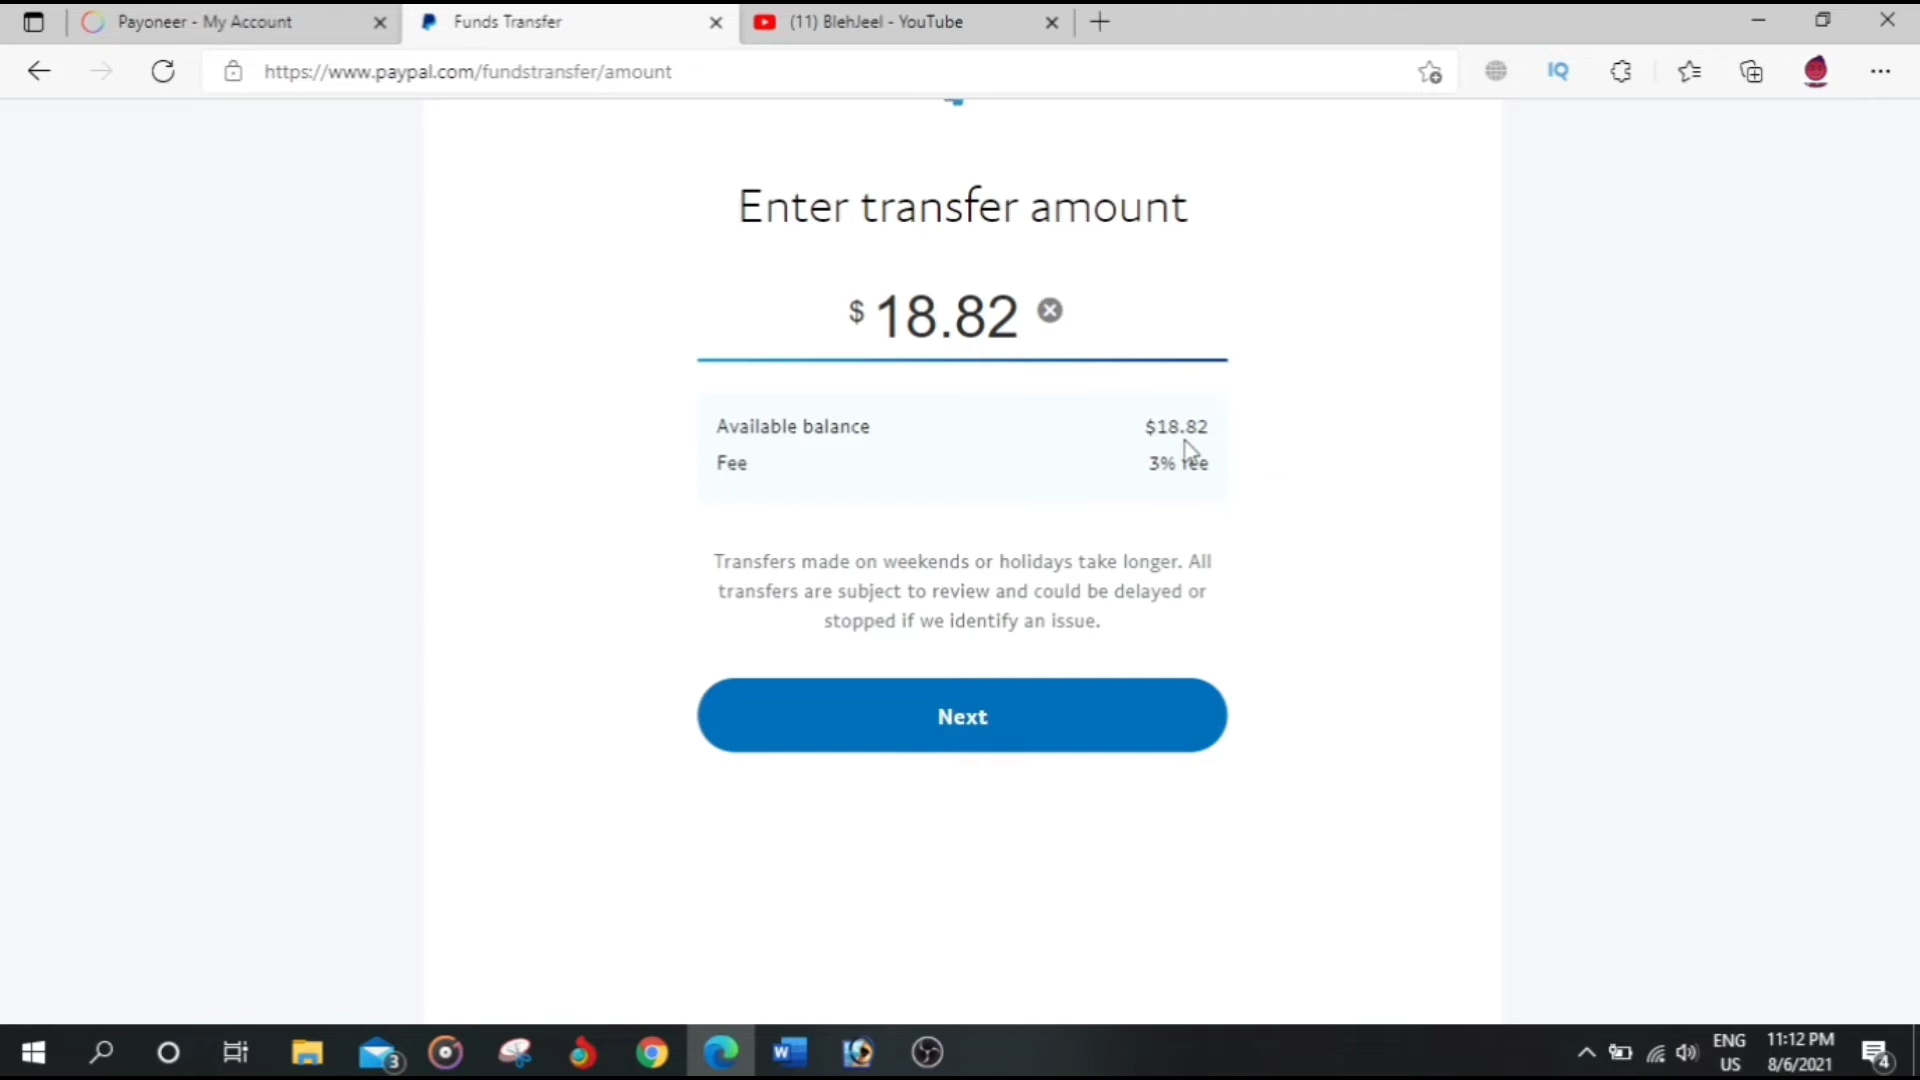 Payoneer - My Account
Funds Transfer
(11) BlehJeel - YouTube
https://www.paypal.com/fundstransfer/amount
IQ
Enter transfer amount
$ 18.82
Available balance $18.82
Fee 3% fee
Transfers made on weekends or holidays take longer. All
transfers are subject to review and could be delayed or
stopped if we identify an issue.
Next
3
W
ENG
US
11:12 PM
8/6/2021
4